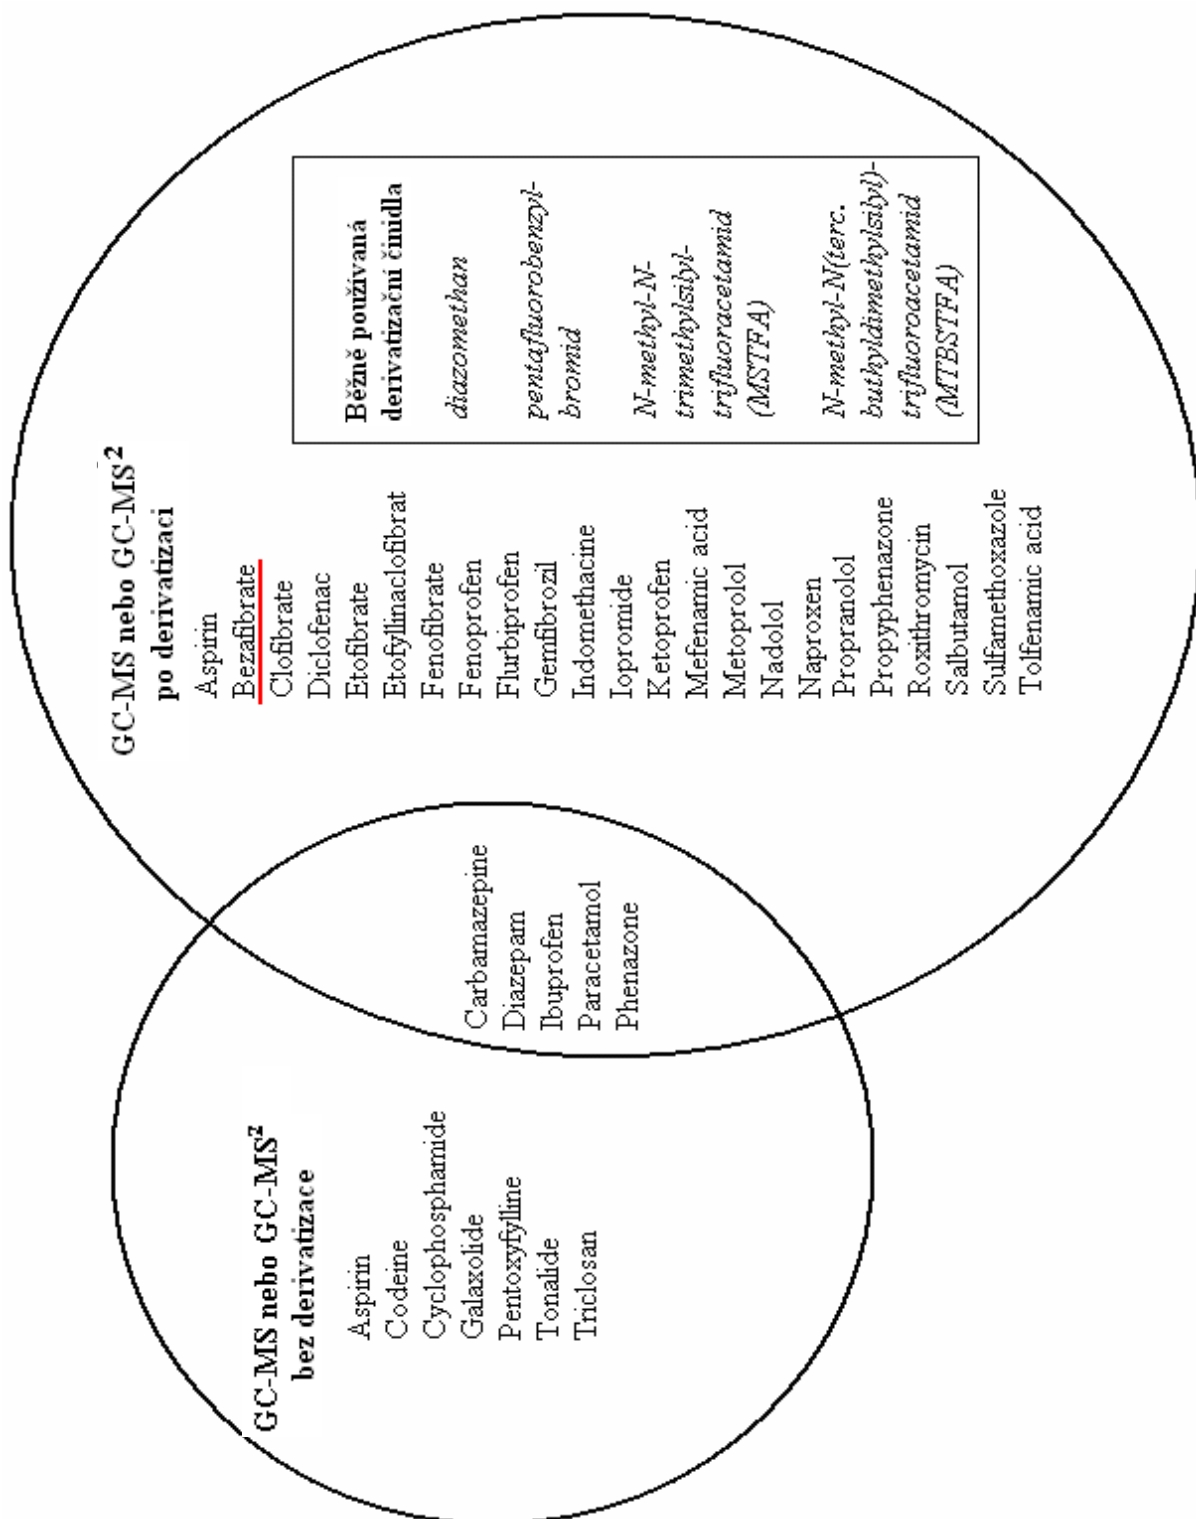 GC-MS nebo GC-MS²
bez derivatizace
Aspirin
Codeine
Cyclophosphamide
Galaxolide
Pentoxyfylline
Tonalide
Triclosan
Carbamazepine
Diazepam
Ibuprofen
Paracetamol
Phenazone
GC-MS nebo GC-MS²
po derivatizaci
Aspirin
Bezafibrate
Clofibrate
Diclofenac
Etofibrate
Etofyllinaclofibrat
Fenofibrate
Fenoprofen
Flurbiprofen
Gemfibrozil
Indomethacine
Iopromide
Ketoprofen
Mefenamic acid
Metoprolol
Nadolol
Naproxen
Propranolol
Propyphenazone
Roxithromycin
Salbutamol
Sulfamethoxazole
Tolfenamic acid
Běžně používaná
derivatizační činidla
diazomethan
pentafluorobenzyl-
bromid
N-methyl-N-
trimethylsilyl-
trifluoracetamid
(MSTFA)
N-methyl-N(terc.
buthyldimethylsilyl)-
trifluoroacetamid
(MTBSTFA)